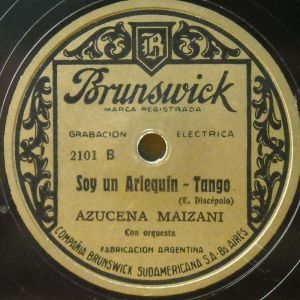 B
Brunswick
MARCA REGISTRADA
GRABACION ELECTRICA
2101 B
Soy un Arlequín - Tango
(E. Discépolo)
AZUCENA MAIZANI
Con orquesta
FABRICACION ARGENTINA
COMPAÑIA BRUNSWICK SUDAMERICANA S.A-Bs AIRES